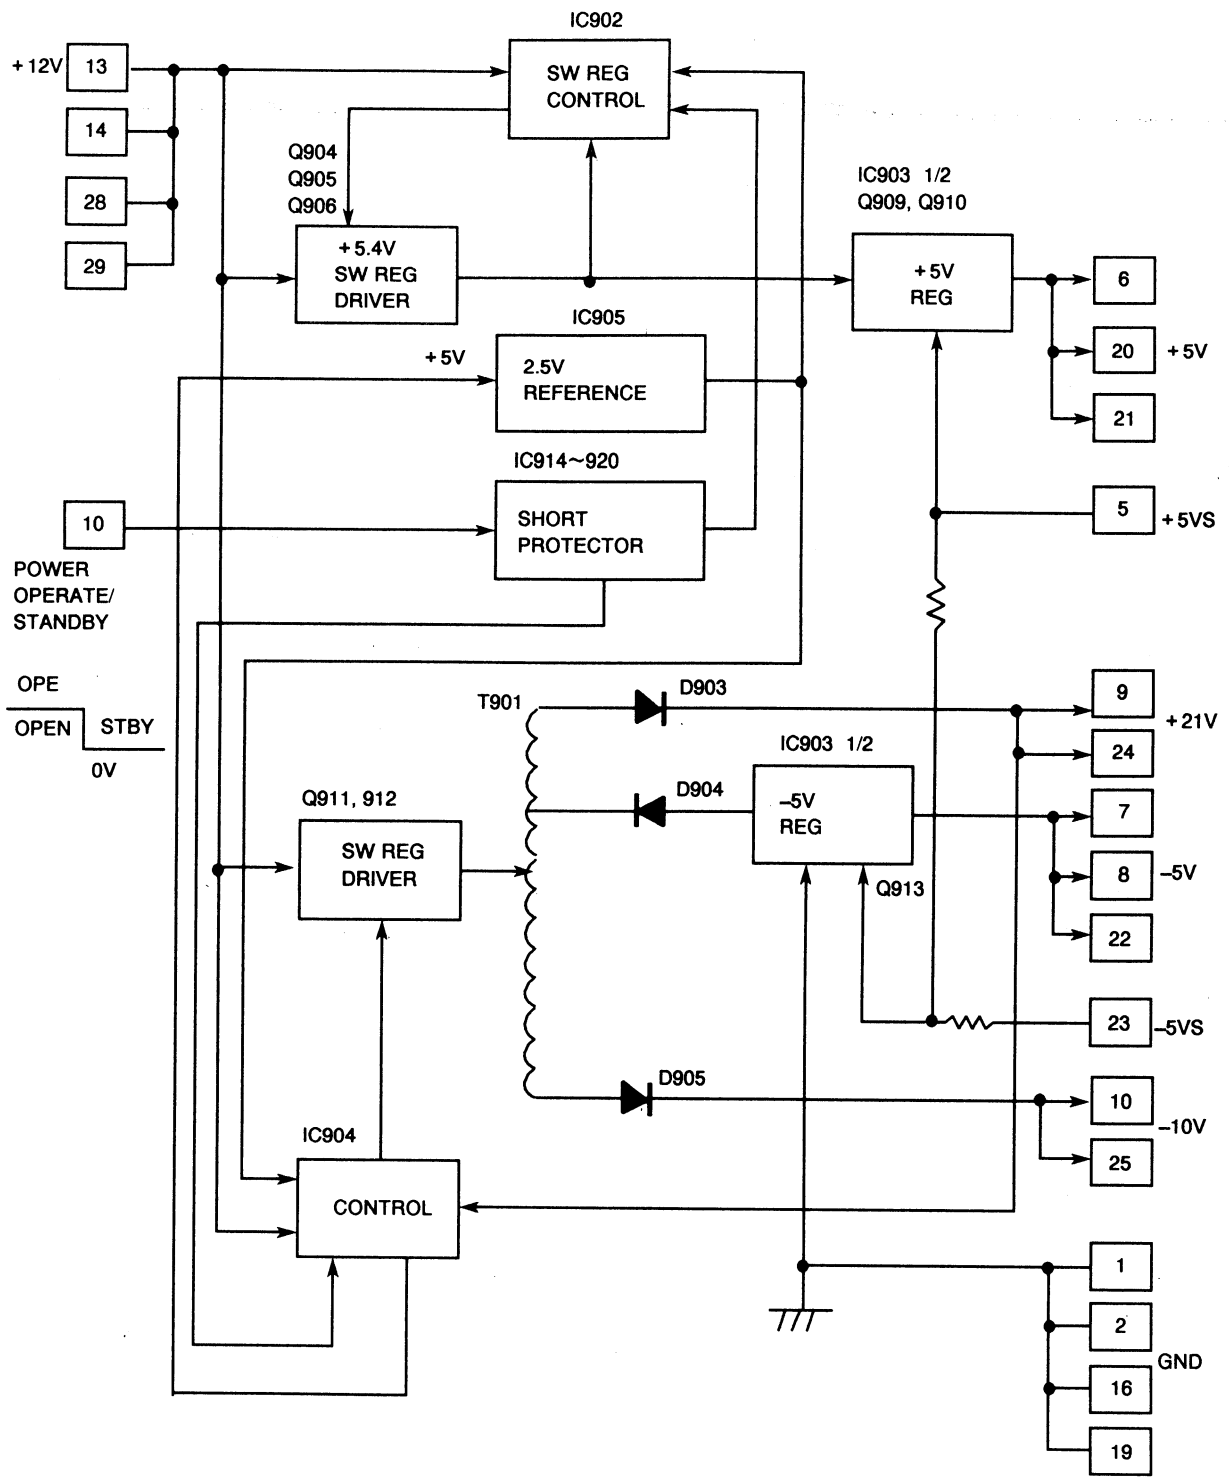 IC902
+12V 13
SW REG
CONTROL
14
Q904
Q905
Q906
28
29
+5.4V
SW REG
DRIVER
IC903 1/2
Q909, Q910
+5V
REG
6
20 +5V
21
IC905
+5V
2.5V
REFERENCE
IC914~920
10
SHORT
PROTECTOR
5 +5VS
POWER
OPERATE/
STANDBY
OPE
OPEN STBY
0V
T901
D903
9
+21V
24
IC903 1/2
D904
–5V
REG
7
8 –5V
22
Q911, 912
SW REG
DRIVER
Q913
23 –5VS
D905
10
–10V
25
IC904
CONTROL
1
2
GND
16
19